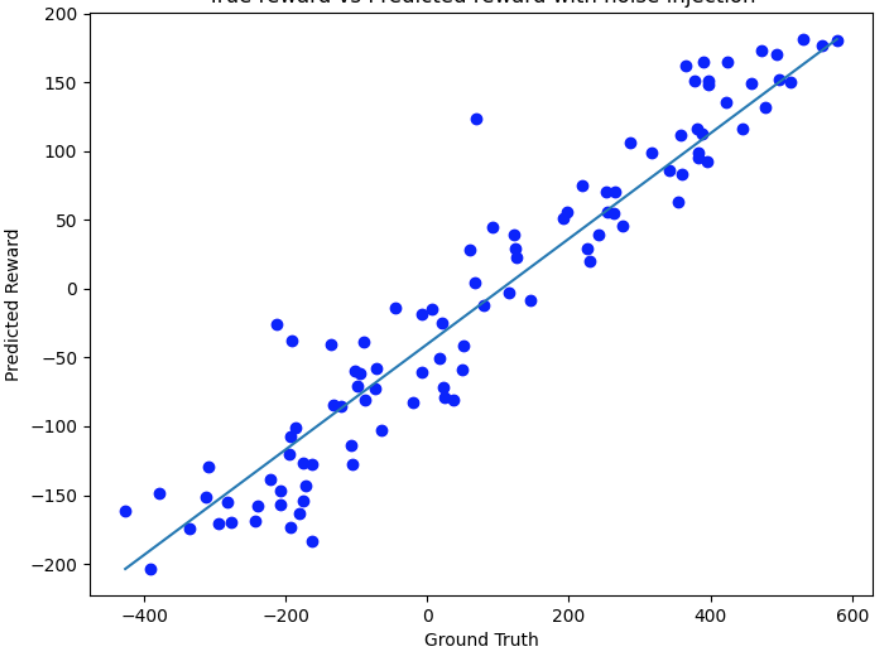 True reward vs Predicted reward with noise injection
200
150
100
50
0
−50
−100
−150
−200
Predicted Reward
−400 −200 0 200 400 600
Ground Truth